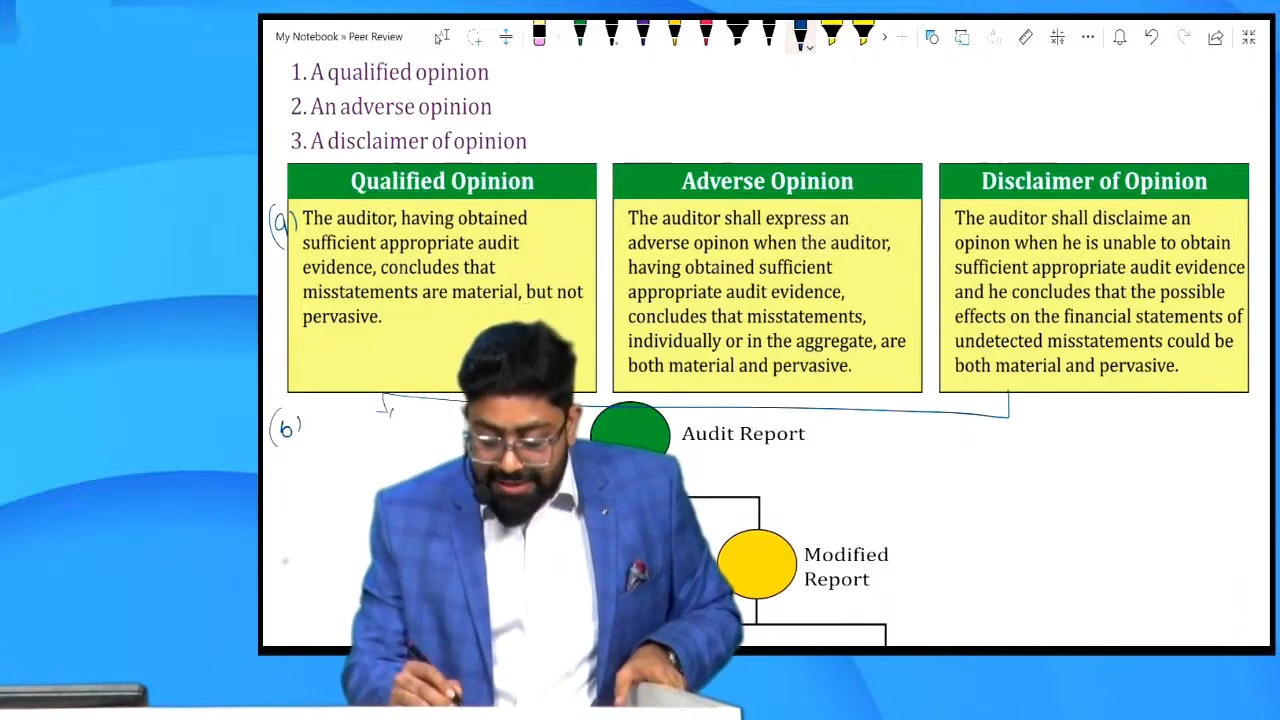 My Notebook » Peer Review
1. A qualified opinion
2. An adverse opinion
3. A disclaimer of opinion
Qualified Opinion
(a)
The auditor, having obtained
sufficient appropriate audit
evidence, concludes that
misstatements are material, but not
pervasive.
Adverse Opinion
The auditor shall express an
adverse opinon when the auditor,
having obtained sufficient
appropriate audit evidence,
concludes that misstatements,
individually or in the aggregate, are
both material and pervasive.
Disclaimer of Opinion
The auditor shall disclaime an
opinon when he is unable to obtain
sufficient appropriate audit evidence
and he concludes that the possible
effects on the financial statements of
undetected misstatements could be
both material and pervasive.
(b)
Audit Report
Modified
Report